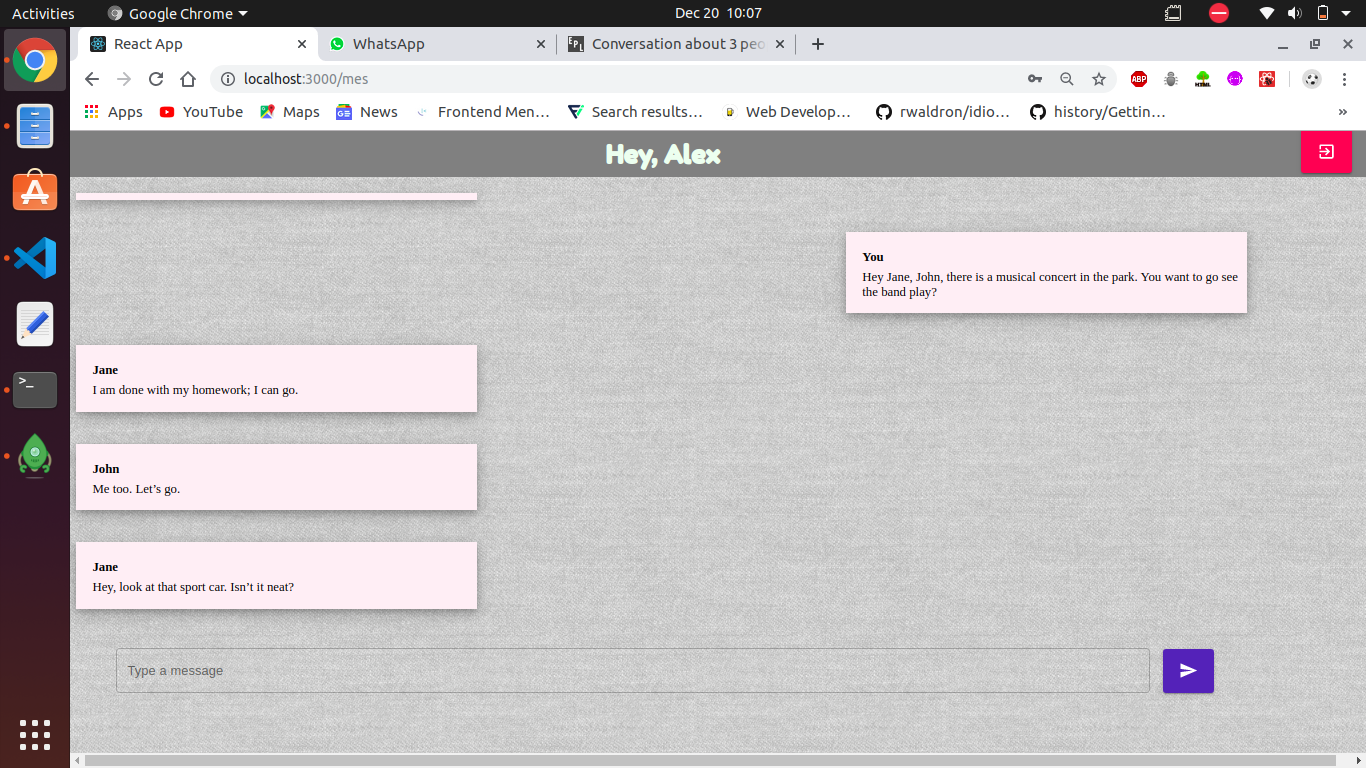 Activities
Google Chrome
Dec 20 10:07
React App
WhatsApp
EPL
Conversation about 3 peo
localhost:3000/mes
ABP
HTML
Apps
YouTube
Maps
News
Frontend Men…
Search results…
Web Develop…
rwaldron/idio…
history/Gettin…
»
Hey, Alex
You
Hey Jane, John, there is a musical concert in the park. You want to go see
the band play?
Jane
I am done with my homework; I can go.
John
Me too. Let’s go.
Jane
Hey, look at that sport car. Isn’t it neat?
Type a message
>_